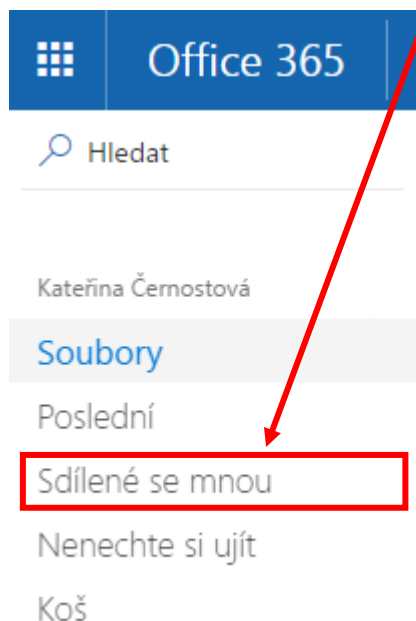 Office 365
Hledat
Kateřina Černostová
Soubory
Poslední
Sdílené se mnou
Nenechte si ujít
Koš